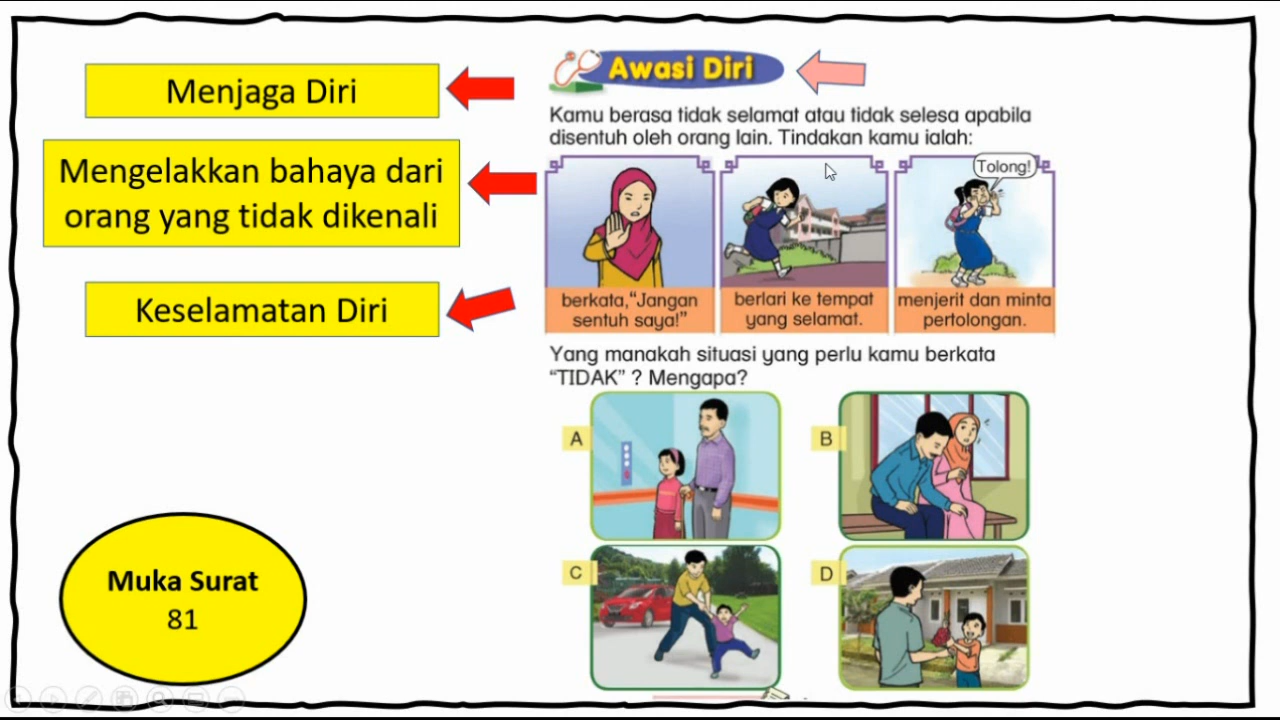 Menjaga Diri
Mengelakkan bahaya dari
orang yang tidak dikenali
Keselamatan Diri
Muka Surat
81
Awasi Diri
Kamu berasa tidak selamat atau tidak selesa apabila
disentuh oleh orang lain. Tindakan kamu ialah:
Tolong!
berkata,“Jangan
sentuh saya!”
berlari ke tempat
yang selamat.
menjerit dan minta
pertolongan.
Yang manakah situasi yang perlu kamu berkata
“TIDAK” ? Mengapa?
A
B
C
D